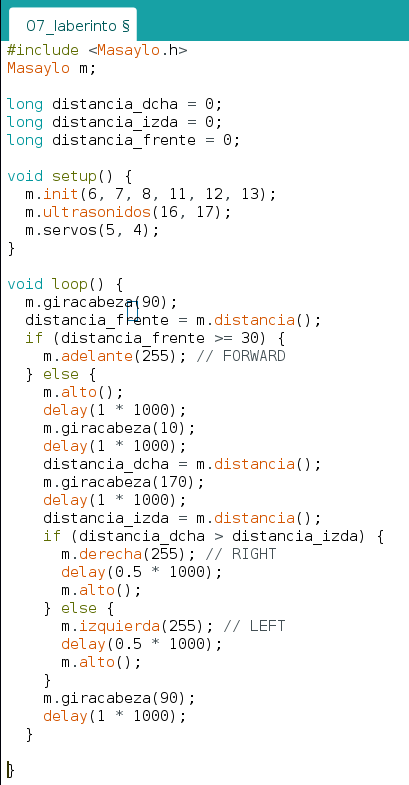 07_laberinto §
#include <Masaylo.h>
Masaylo m;
long distancia_dcha = 0;
long distancia_izda = 0;
long distancia_frente = 0;
void setup() {
m.init(6, 7, 8, 11, 12, 13);
m.ultrasonidos(16, 17);
m.servos(5, 4);
}
void loop() {
m.giracabeza(90);
distancia_frente = m.distancia();
if (distancia_frente >= 30) {
m.adelante(255); // FORWARD
} else {
m.alto();
delay(1 * 1000);
m.giracabeza(10);
delay(1 * 1000);
distancia_dcha = m.distancia();
m.giracabeza(170);
delay(1 * 1000);
distancia_izda = m.distancia();
if (distancia_dcha > distancia_izda) {
m.derecha(255); // RIGHT
delay(0.5 * 1000);
m.alto();
} else {
m.izquierda(255); // LEFT
delay(0.5 * 1000);
m.alto();
}
m.giracabeza(90);
delay(1 * 1000);
}
}